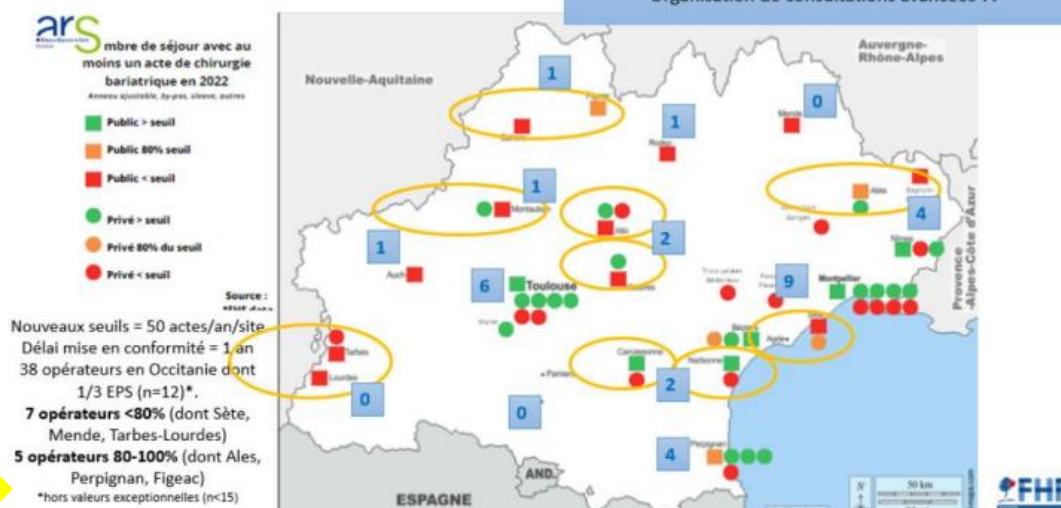 Organisation de consultations avancées ??
ars
mbre de séjour avec au
moins un acte de chirurgie
bariatrique en 2022
Anneau ajustable, by-pas, sleeve, autres
Public > seuil
Public 80% seuil
Public < seuil
Privé > seuil
Privé 80% du seuil
Privé < seuil
Source :
Nouveaux seuils = 50 actes/an/site
Délai mise en conformité = 1 an
38 opérateurs en Occitanie dont
1/3 EPS (n=12)*.
7 opérateurs <80% (dont Sète,
Mende, Tarbes-Lourdes)
5 opérateurs 80-100% (dont Ales,
Perpignan, Figeac)
*hors valeurs exceptionnelles (n<15)
Nouvelle-Aquitaine
Auvergne-
Rhône-Alpes
1
0
Mende
1
Rodez
1
Montauban
Albi
2
Alès
4
Nîmes
1
Auch
6
Toulouse
9
Montpellier
Provence
-Alpes-Côte d'Azur
Béziers
Agde
Tarbes
Lourdes
0
Carcassonne
Narbonne
2
Pamiers
0
4
Perpignan
AND.
ESPAGNE
N
50 km
FHF